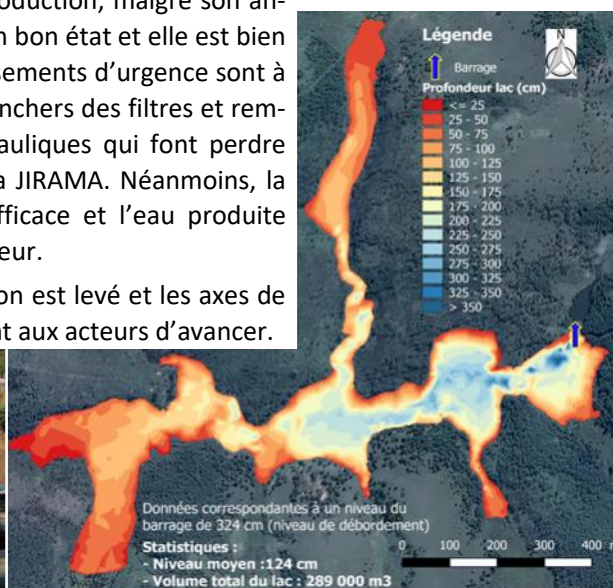 oduction, malgré son an-
n bon état et elle est bien
sements d'urgence sont à
nchers des filtres et rem-
auliques qui font perdre
a JIRAMA. Néanmoins, la
fficace et l'eau produite
eur.
on est levé et les axes de
nt aux acteurs d'avancer.
Légende
Barrage
Profondeur lac (cm)
<= 25
25 - 50
50 - 75
75 - 100
100 - 125
125 - 150
150 - 175
175 - 200
200 - 225
225 - 250
250 - 275
275 - 300
300 - 325
325 - 350
> 350
Données correspondantes à un niveau du
barrage de 324 cm (niveau de débordement)
Statistiques :
- Niveau moyen :124 cm
- Volume total du lac : 289 000 m3
0 100 200 300 400 m